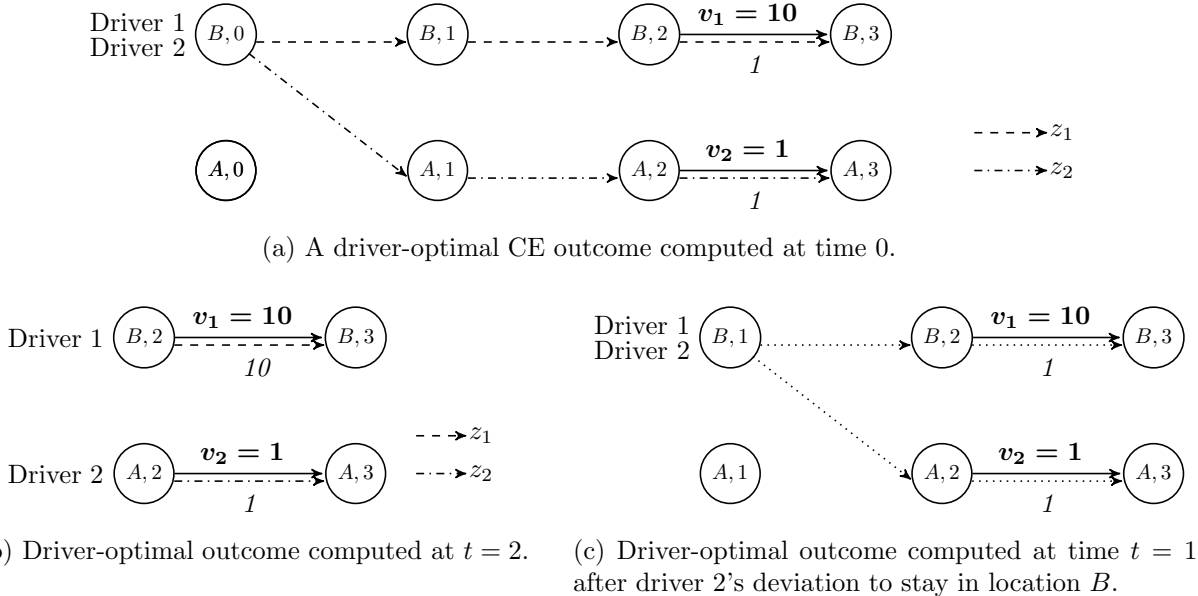 Driver 1
Driver 2
B, 0
B, 1
B, 2
v₁ = 10
1
B, 3
A, 0
A, 1
A, 2
v₂ = 1
1
A, 3
z₁
z₂
(a) A driver-optimal CE outcome computed at time 0.
Driver 1
B, 2
v₁ = 10
10
B, 3
Driver 2
A, 2
v₂ = 1
1
A, 3
z₁
z₂
) Driver-optimal outcome computed at t = 2.
Driver 1
Driver 2
B, 1
B, 2
v₁ = 10
1
B, 3
A, 1
A, 2
v₂ = 1
1
A, 3
(c) Driver-optimal outcome computed at time t = 1
after driver 2's deviation to stay in location B.